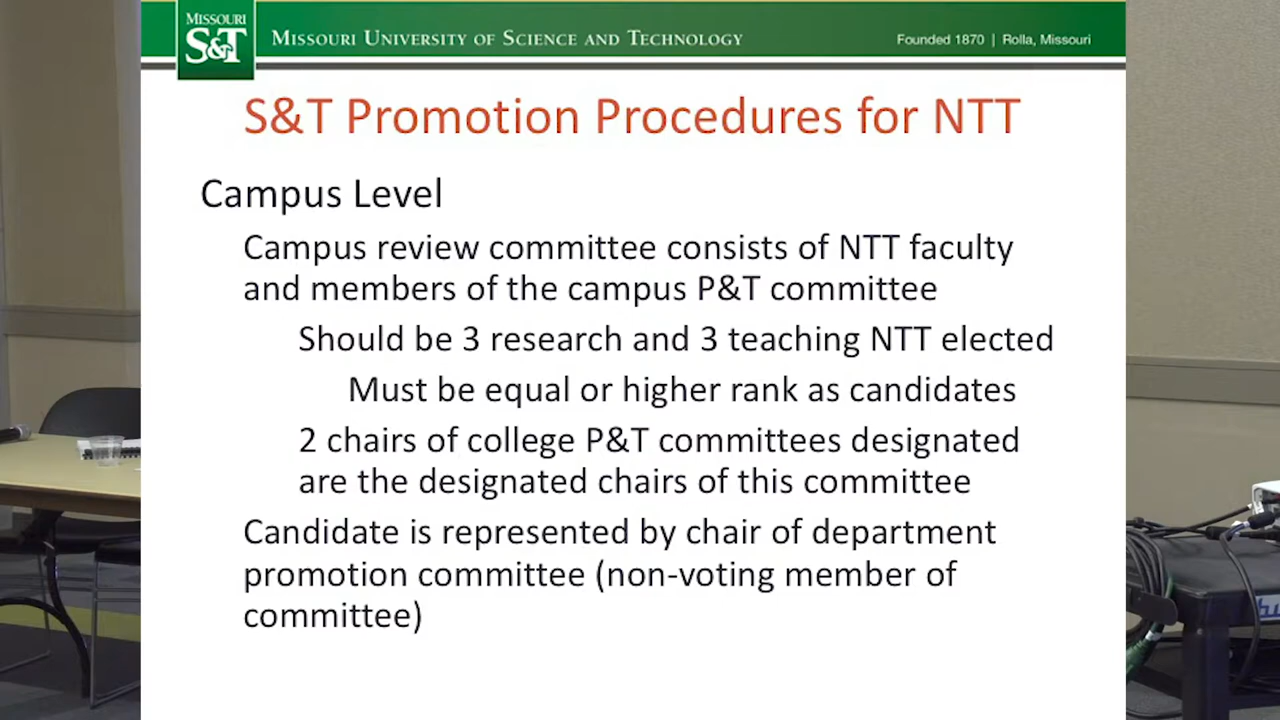 MISSOURI
S&T
MISSOURI UNIVERSITY OF SCIENCE AND TECHNOLOGY
Founded 1870 | Rolla, Missouri
S&T Promotion Procedures for NTT
Campus Level
Campus review committee consists of NTT faculty
and members of the campus P&T committee
Should be 3 research and 3 teaching NTT elected
Must be equal or higher rank as candidates
2 chairs of college P&T committees designated
are the designated chairs of this committee
Candidate is represented by chair of department
promotion committee (non-voting member of
committee)